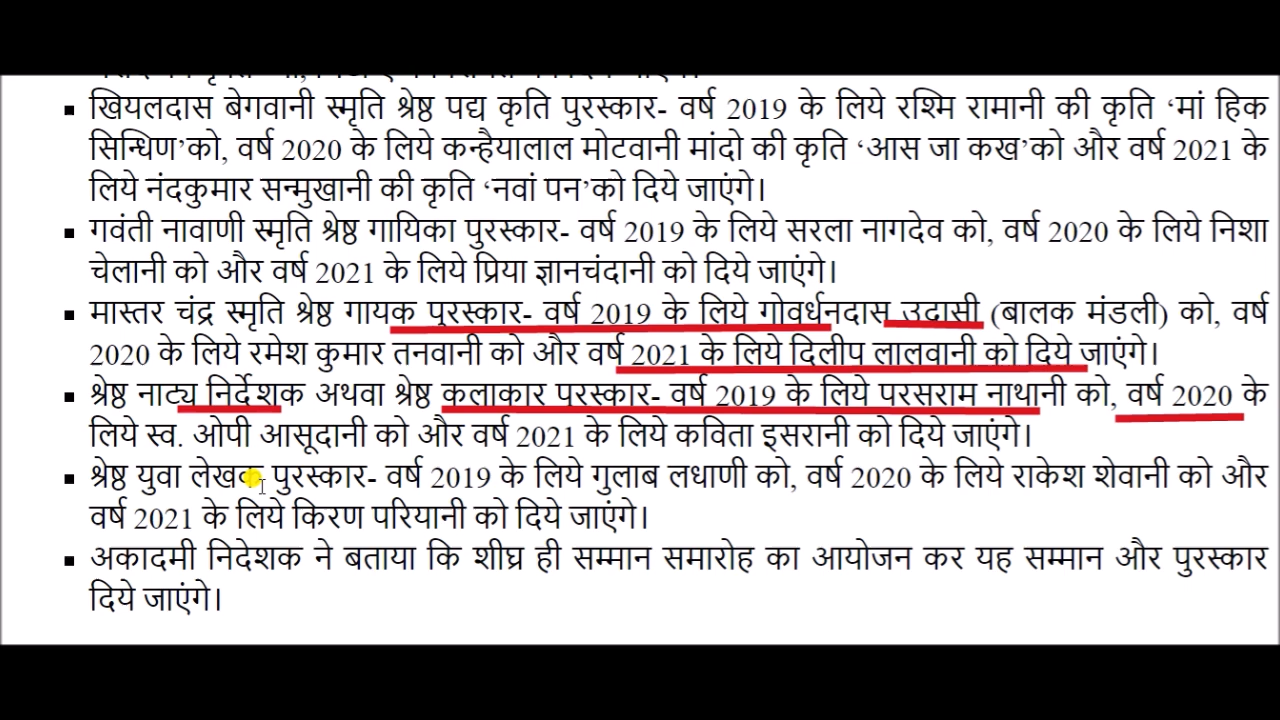 खियलदास बेगवानी स्मृति श्रेष्ठ पद्य कृति पुरस्कार- वर्ष 2019 के लिये रश्मि रामानी की कृति ‘मां हिक
सिन्धिण’को, वर्ष 2020 के लिये कन्हैयालाल मोटवानी मांदो की कृति ‘आस जा कख’को और वर्ष 2021 के
लिये नंदकुमार सन्मुखानी की कृति ‘नवां पन’को दिये जाएंगे।
गवंती नावाणी स्मृति श्रेष्ठ गायिका पुरस्कार- वर्ष 2019 के लिये सरला नागदेव को, वर्ष 2020 के लिये निशा
चेलानी को और वर्ष 2021 के लिये प्रिया ज्ञानचंदानी को दिये जाएंगे।
मास्तर चंद्र स्मृति श्रेष्ठ गायक पुरस्कार- वर्ष 2019 के लिये गोवर्धनदास उदासी (बालक मंडली) को, वर्ष
2020 के लिये रमेश कुमार तनवानी को और वर्ष 2021 के लिये दिलीप लालवानी को दिये जाएंगे।
श्रेष्ठ नाट्य निर्देशक अथवा श्रेष्ठ कलाकार पुरस्कार- वर्ष 2019 के लिये परसराम नाथानी को, वर्ष 2020 के
लिये स्व. ओपी आसूदानी को और वर्ष 2021 के लिये कविता इसरानी को दिये जाएंगे।
श्रेष्ठ युवा लेखक पुरस्कार- वर्ष 2019 के लिये गुलाब लधाणी को, वर्ष 2020 के लिये राकेश शेवानी को और
वर्ष 2021 के लिये किरण परियानी को दिये जाएंगे।
अकादमी निदेशक ने बताया कि शीघ्र ही सम्मान समारोह का आयोजन कर यह सम्मान और पुरस्कार
दिये जाएंगे।